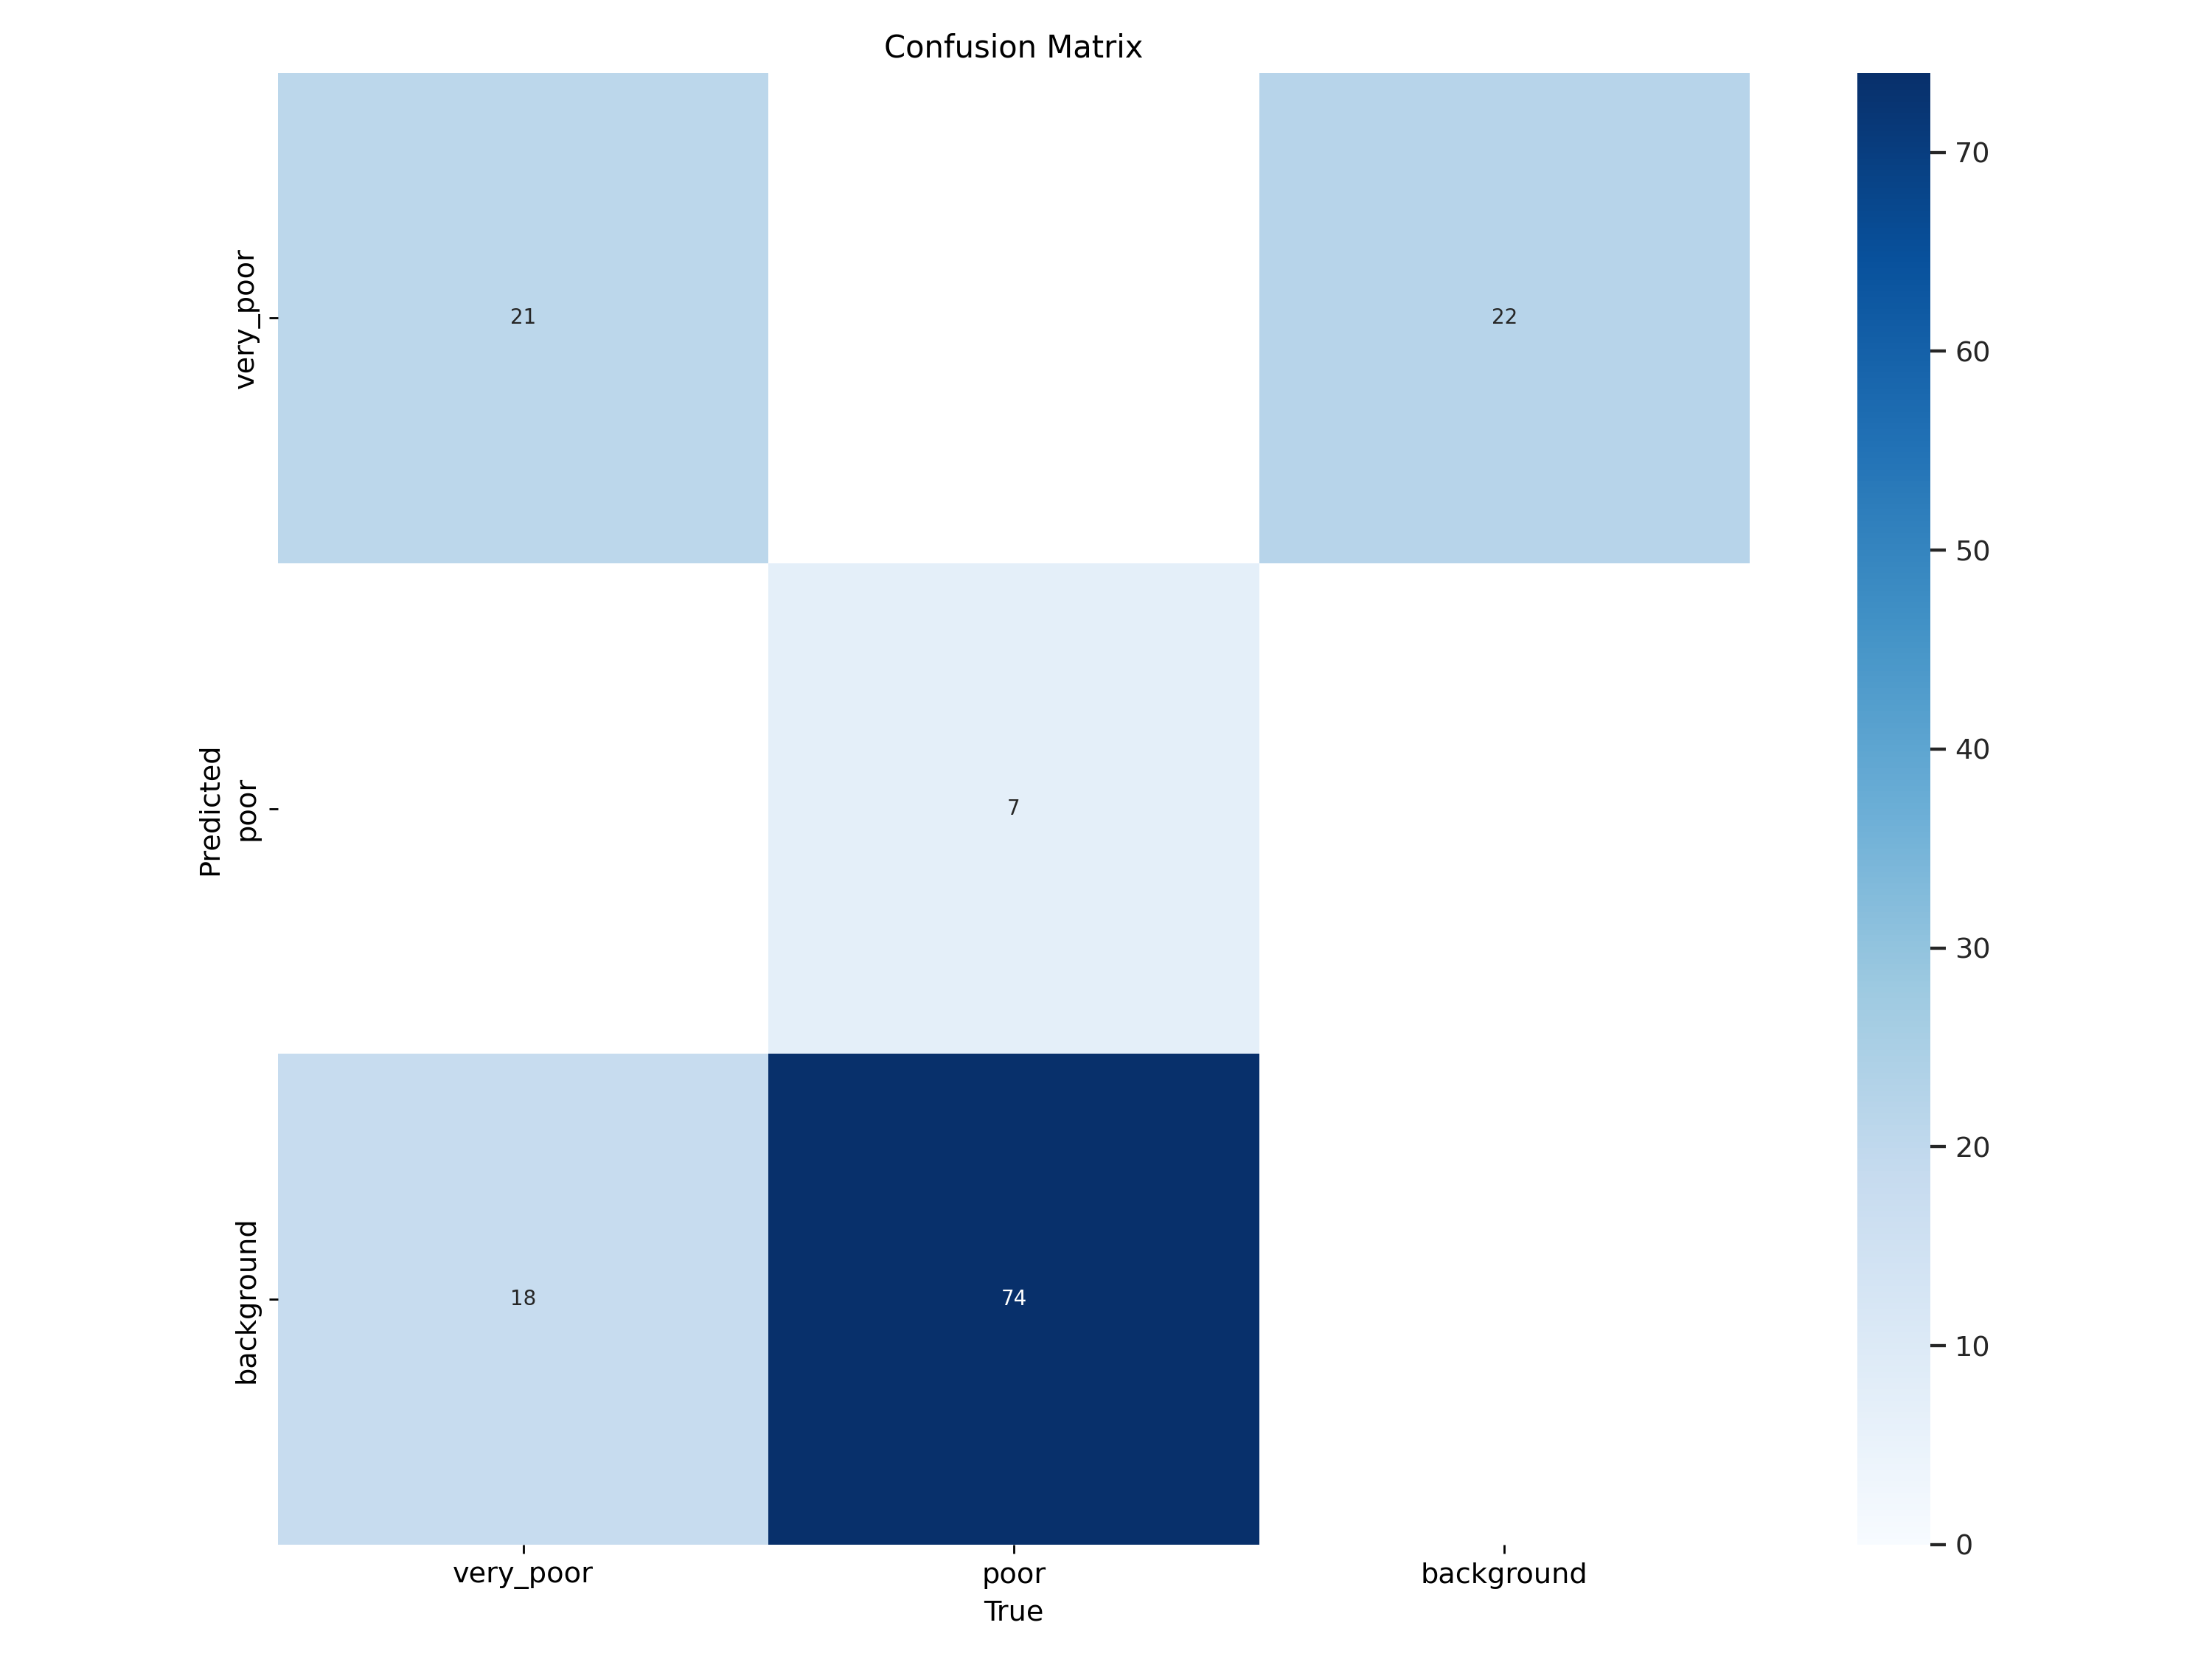 Confusion Matrix
very_poor
21
22
70
60
50
40
30
20
10
0
Predicted
poor
7
background
18
74
very_poor
poor
background
True